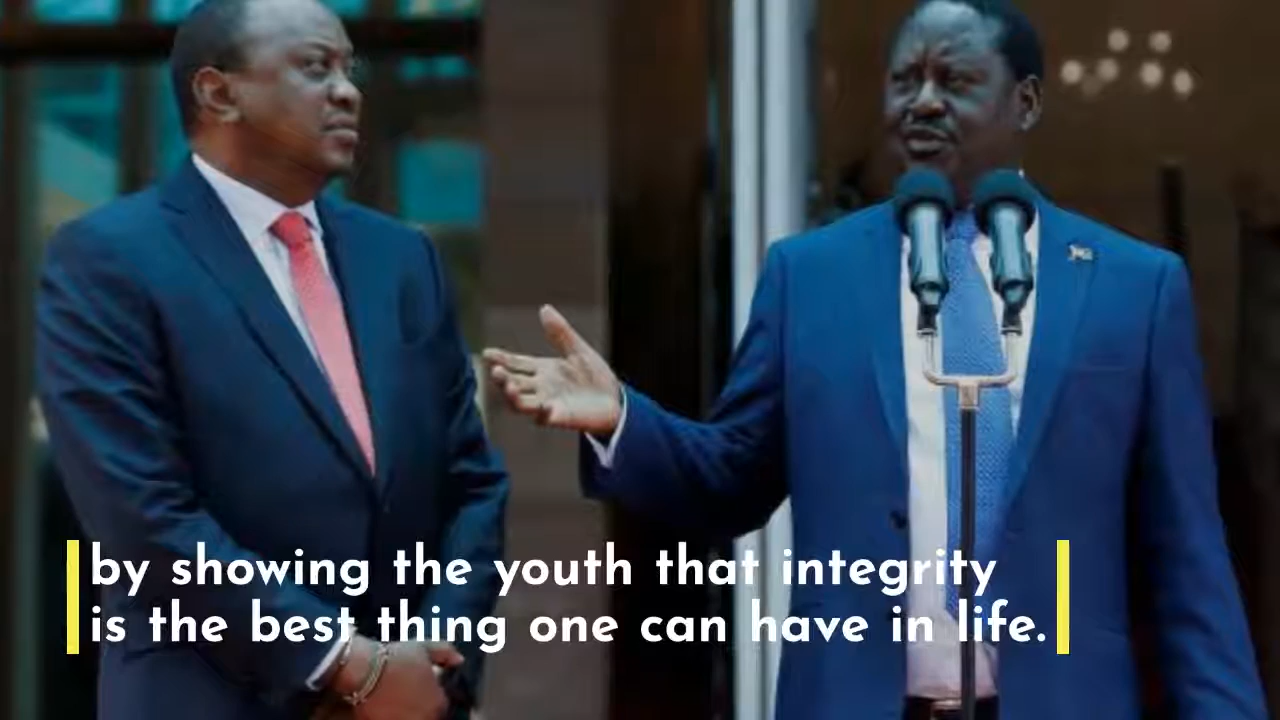 by showing the youth that integrity
is the best thing one can have in life.